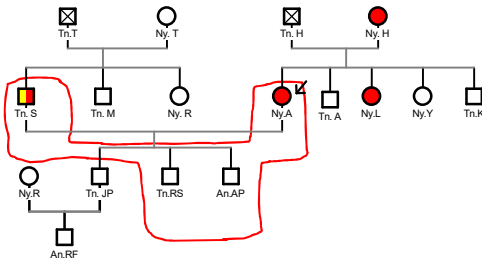 Tn.T
Ny. T
Tn. H
Ny. H
Tn. S
Tn. M
Ny. R
Ny.A
Tn. A
Ny.L
Ny.Y
Tn.K
Ny.R
Tn. JP
Tn.RS
An.AP
An.RF